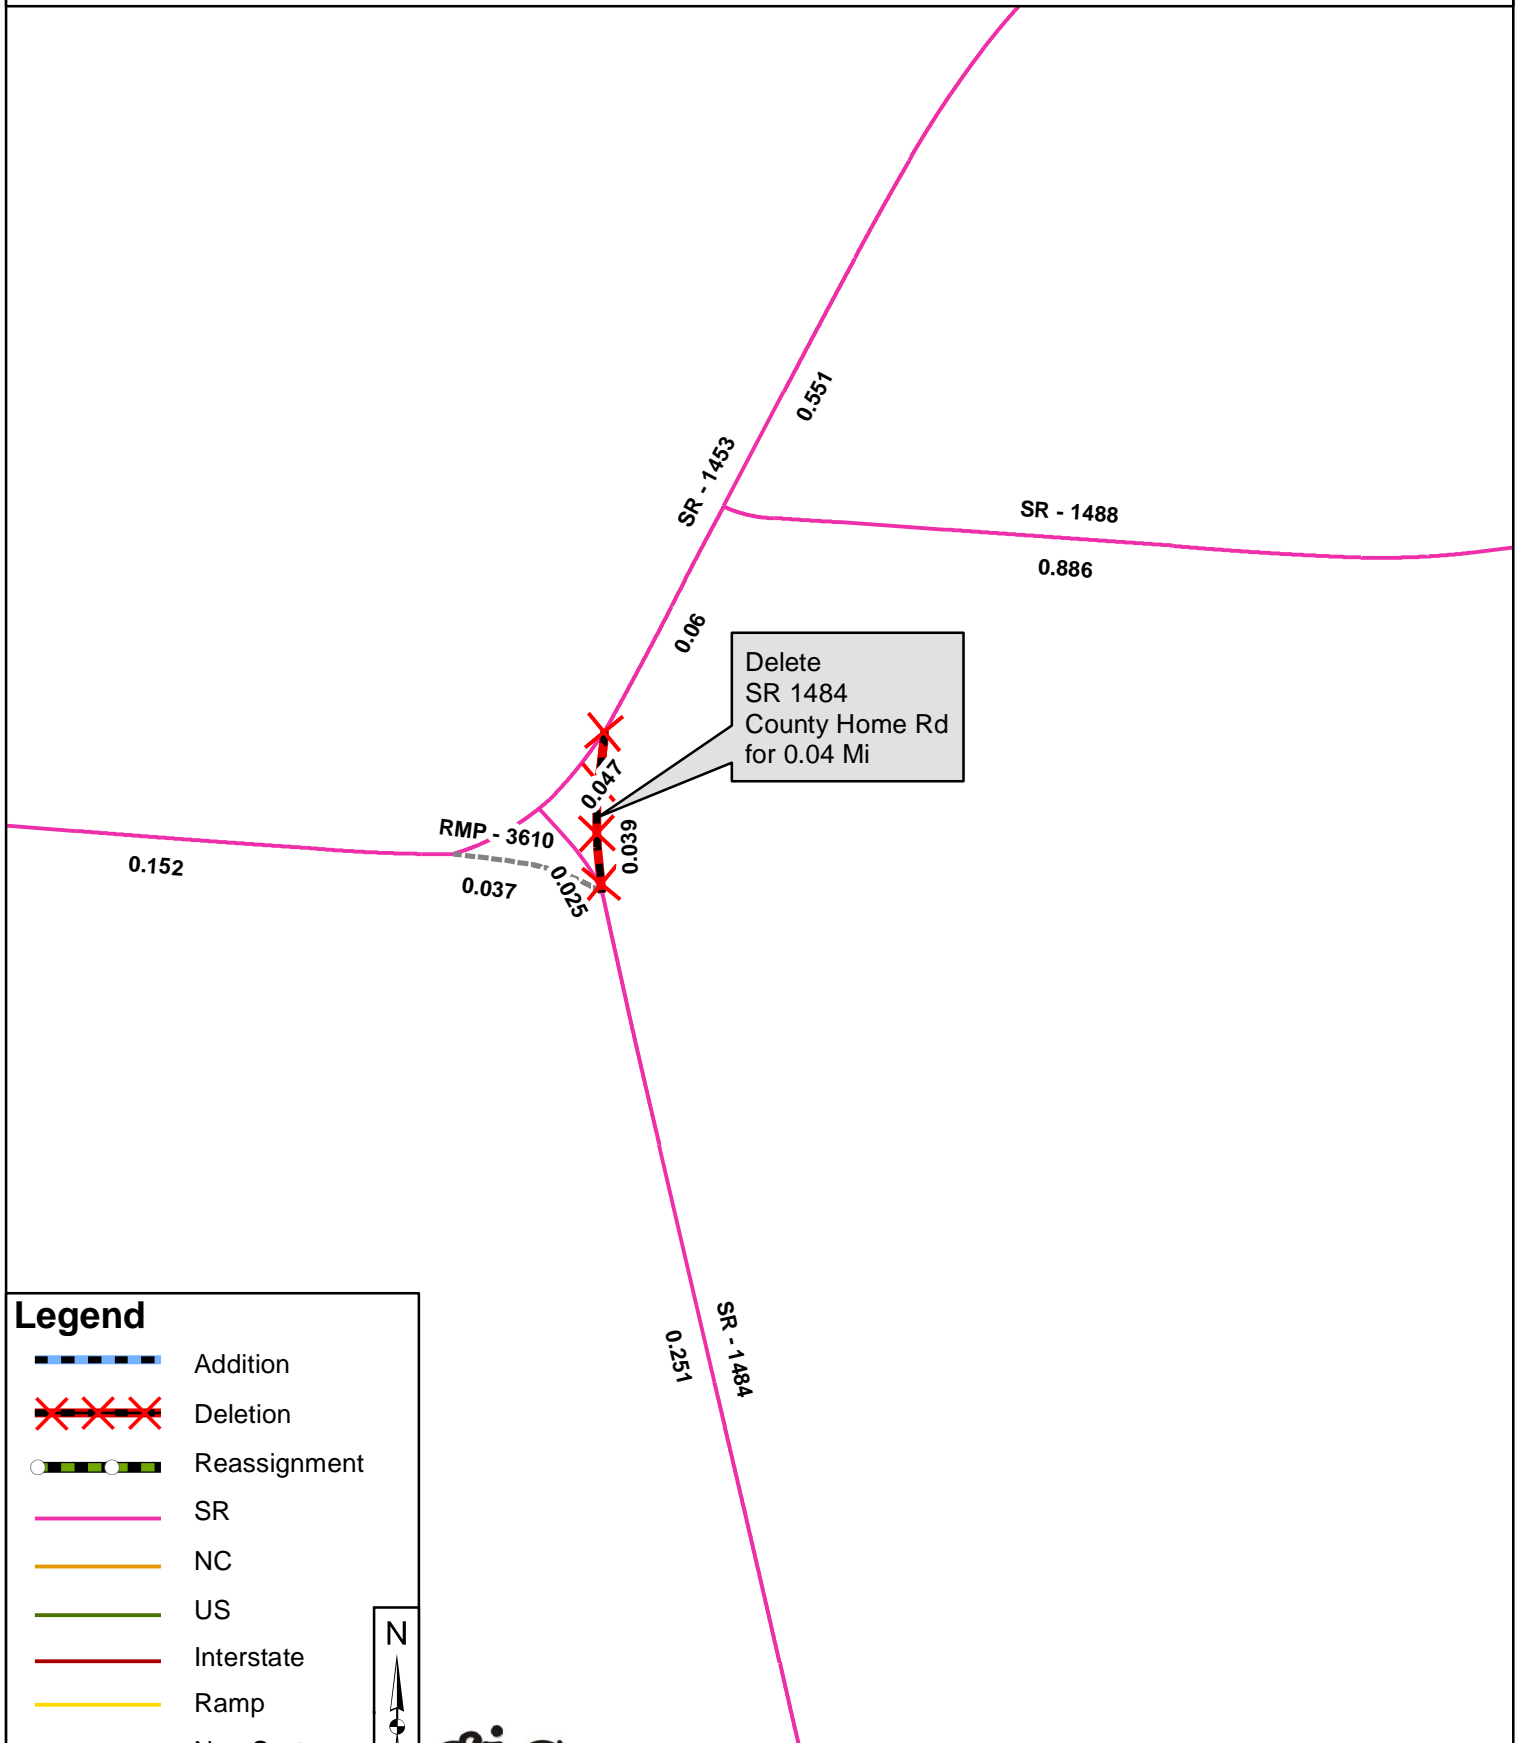 0.551
SR - 1453
SR - 1488
0.886
0.06
Delete
SR 1484
County Home Rd
for 0.04 Mi
0.047
RMP - 3610
0.039
0.152
0.037
0.025
SR - 1484
0.251
Legend
Addition
Deletion
Reassignment
SR
NC
US
Interstate
Ramp
N